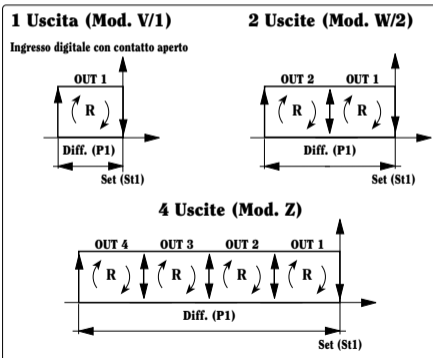 1 Uscita (Mod. V/1)
Ingresso digitale con contatto aperto
OUT 1
R
Diff. (P1)
Set (St1)
2 Uscite (Mod. W/2)
OUT 2 OUT 1
R R
Diff. (P1)
Set (St1)
4 Uscite (Mod. Z)
OUT 4 OUT 3 OUT 2 OUT 1
R R R R
Diff. (P1)
Set (St1)